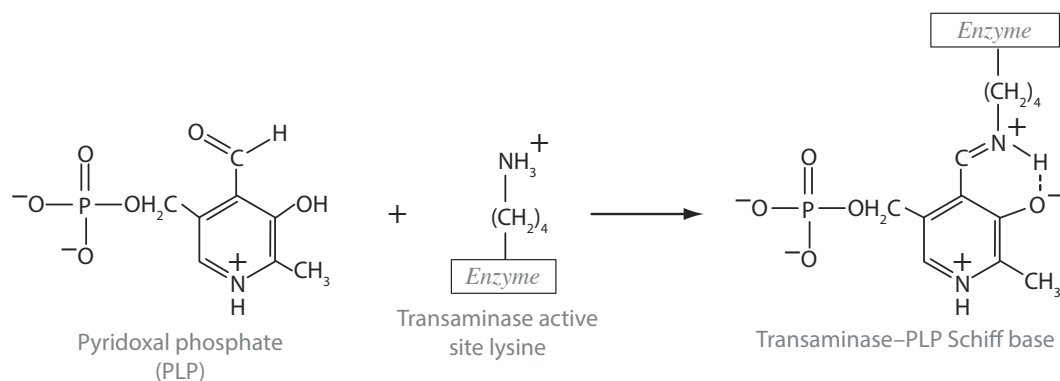 Enzyme
(CH₂)₄
N⁺
H
C
O⁻
O
⁻O
P
OH₂C
⁻O
N⁺
H
CH₃
Transaminase–PLP Schiff base
O
H
C
O
⁻O
P
OH₂C
OH
⁻O
N⁺
H
CH₃
Pyridoxal phosphate
(PLP)
+
NH₃⁺
(CH₂)₄
Enzyme
Transaminase active
site lysine